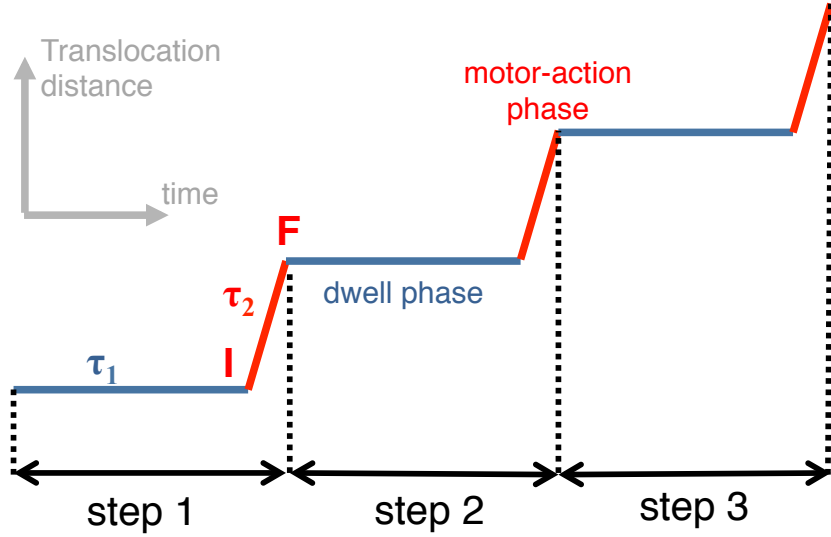 Translocation
distance
time
motor-action
phase
F
dwell phase
τ2
I
τ1
step 1
step 2
step 3